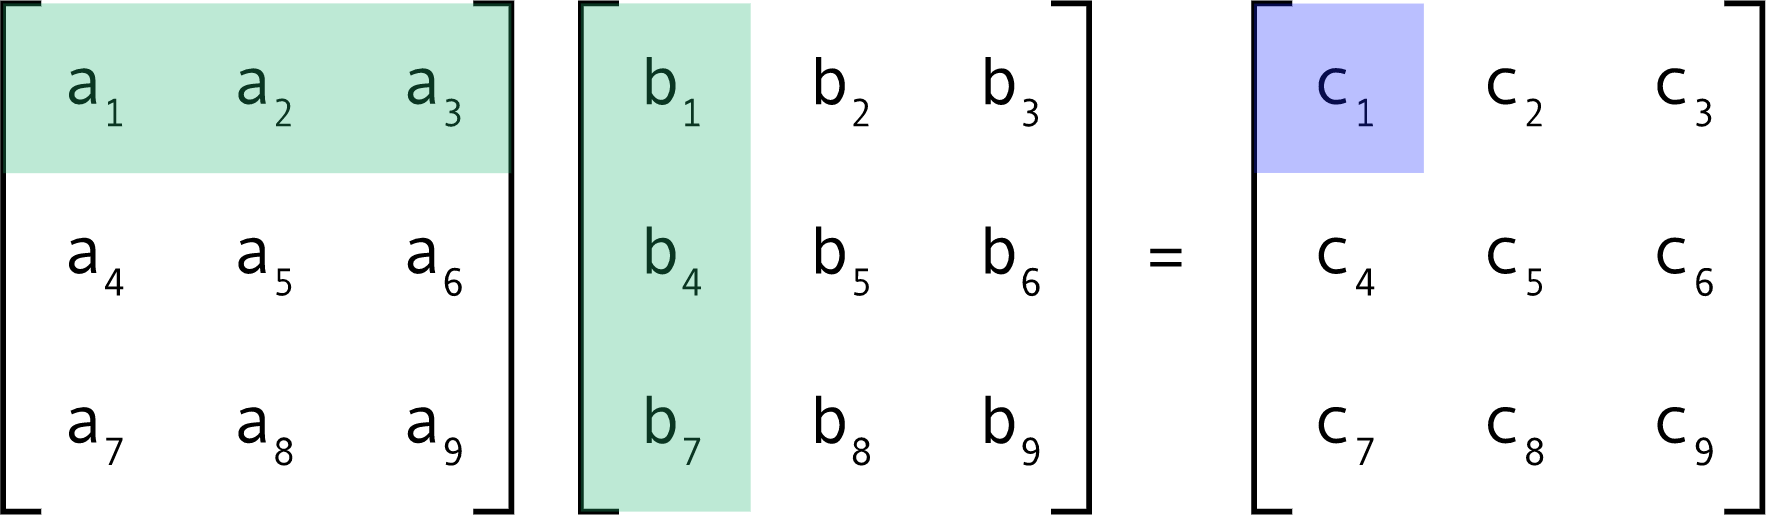 a₁ a₂ a₃ b₁ b₂ b₃ c₁ c₂ c₃
a₄ a₅ a₆ b₄ b₅ b₆ = c₄ c₅ c₆
a₇ a₈ a₉ b₇ b₈ b₉ c₇ c₈ c₉